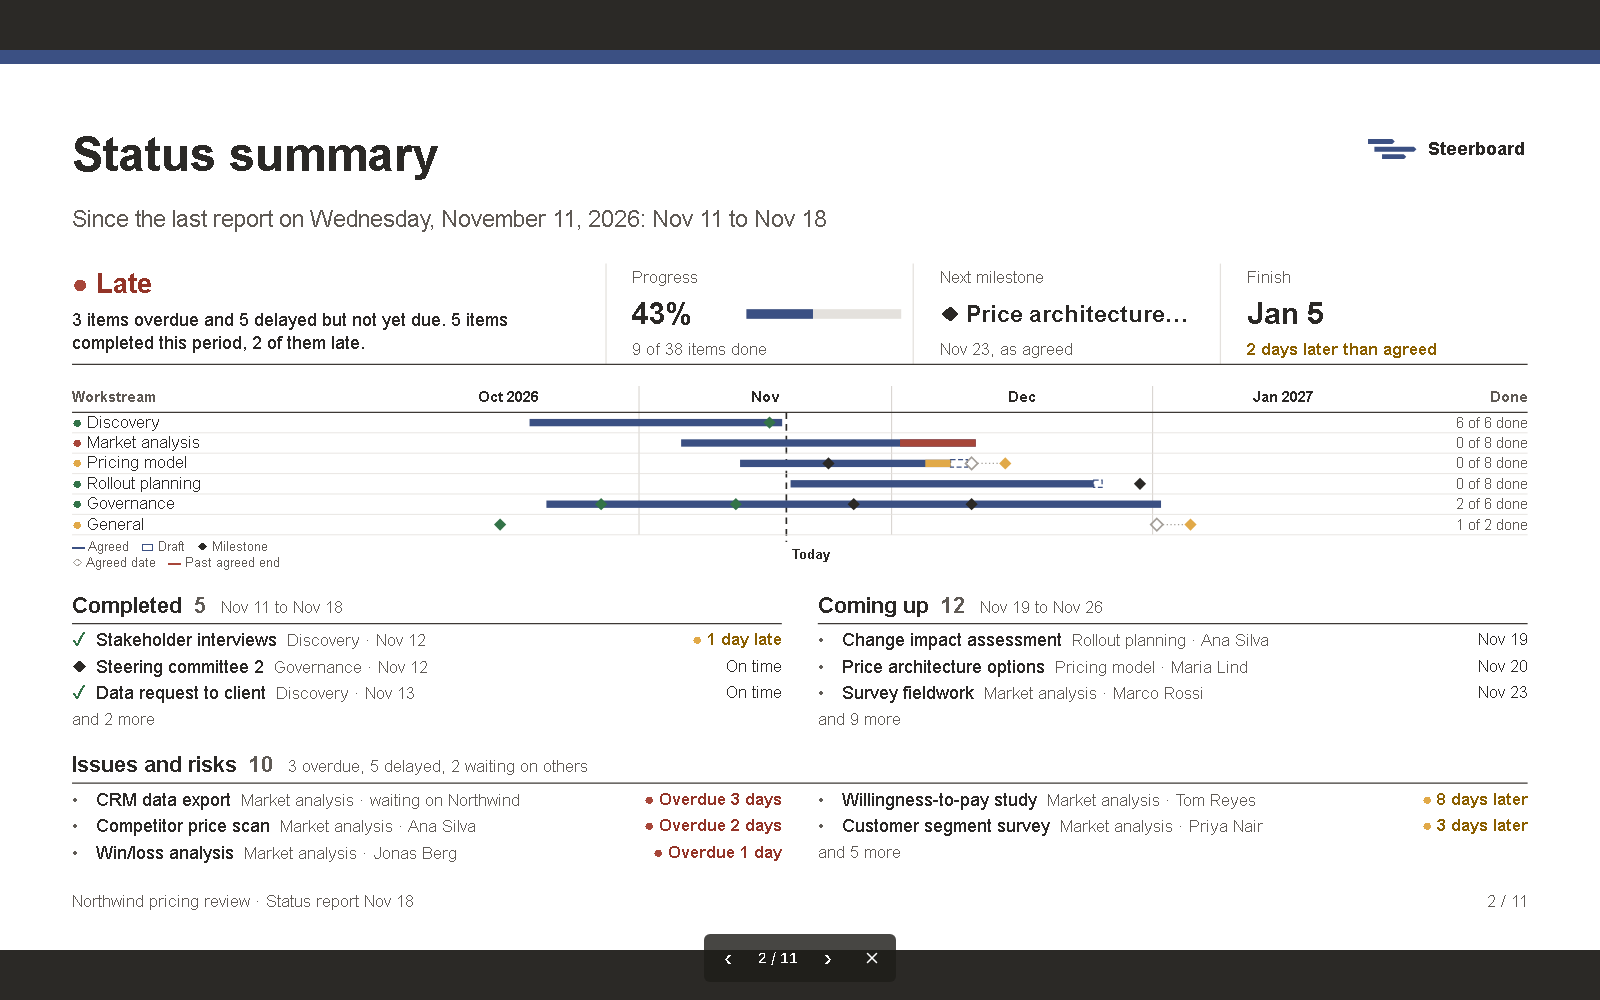 Status summary
Steerboard
Since the last report on Wednesday, November 11, 2026: Nov 11 to Nov 18
● Late
3 items overdue and 5 delayed but not yet due. 5 items
completed this period, 2 of them late.
Progress
43%
9 of 38 items done
Next milestone
◆ Price architecture…
Nov 23, as agreed
Finish
Jan 5
2 days later than agreed
Workstream Oct 2026 Nov Dec Jan 2027 Done
Discovery 6 of 6 done
Market analysis 0 of 8 done
Pricing model 0 of 8 done
Rollout planning 0 of 8 done
Governance 2 of 6 done
General 1 of 2 done
Agreed Draft Milestone
Agreed date Past agreed end
Today
Completed 5 Nov 11 to Nov 18
✓ Stakeholder interviews Discovery · Nov 12 ● 1 day late
◆ Steering committee 2 Governance · Nov 12 On time
✓ Data request to client Discovery · Nov 13 On time
and 2 more
Coming up 12 Nov 19 to Nov 26
• Change impact assessment Rollout planning · Ana Silva Nov 19
• Price architecture options Pricing model · Maria Lind Nov 20
• Survey fieldwork Market analysis · Marco Rossi Nov 23
and 9 more
Issues and risks 10 3 overdue, 5 delayed, 2 waiting on others
• CRM data export Market analysis · waiting on Northwind ● Overdue 3 days
• Competitor price scan Market analysis · Ana Silva ● Overdue 2 days
• Win/loss analysis Market analysis · Jonas Berg ● Overdue 1 day
• Willingness-to-pay study Market analysis · Tom Reyes ● 8 days later
• Customer segment survey Market analysis · Priya Nair ● 3 days later
and 5 more
Northwind pricing review · Status report Nov 18
2 / 11
‹ 2 / 11 › ✕